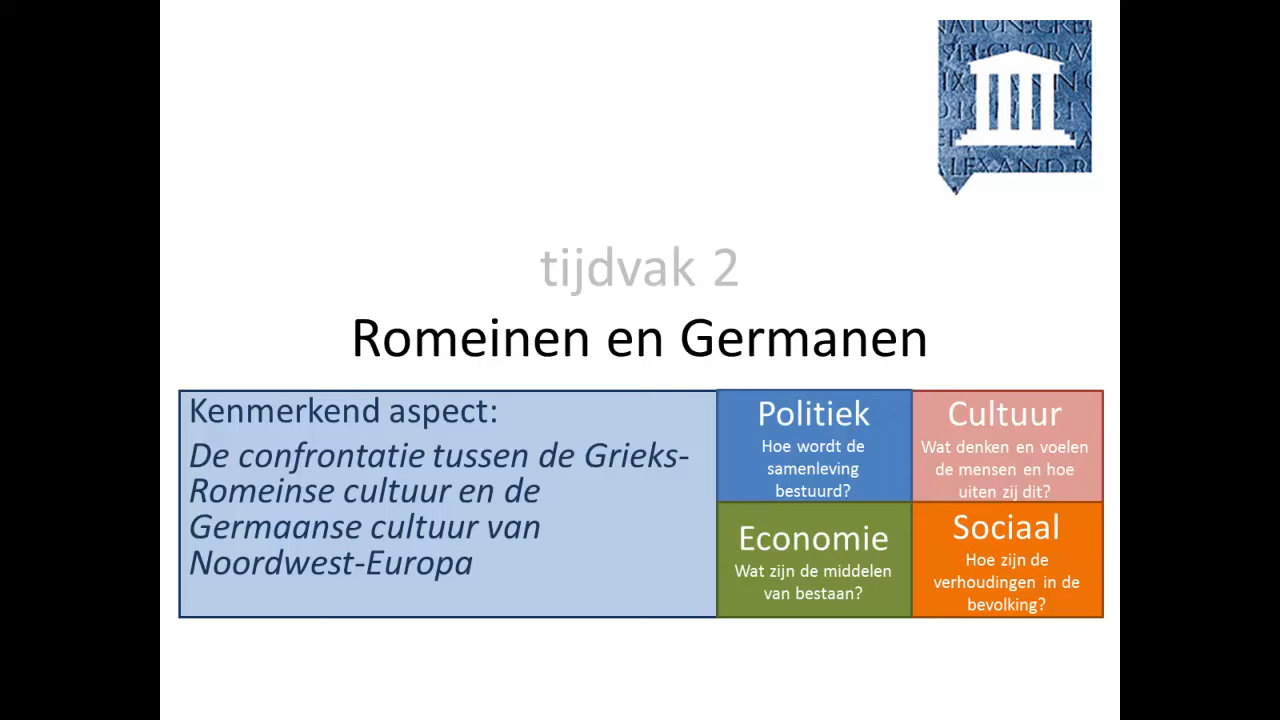 tijdvak 2
Romeinen en Germanen
Kenmerkend aspect:
De confrontatie tussen de Grieks-
Romeinse cultuur en de
Germaanse cultuur van
Noordwest-Europa
Politiek
Hoe wordt de
samenleving
bestuurd?
Cultuur
Wat denken en voelen
de mensen en hoe
uiten zij dit?
Economie
Wat zijn de middelen
van bestaan?
Sociaal
Hoe zijn de
verhoudingen in de
bevolking?